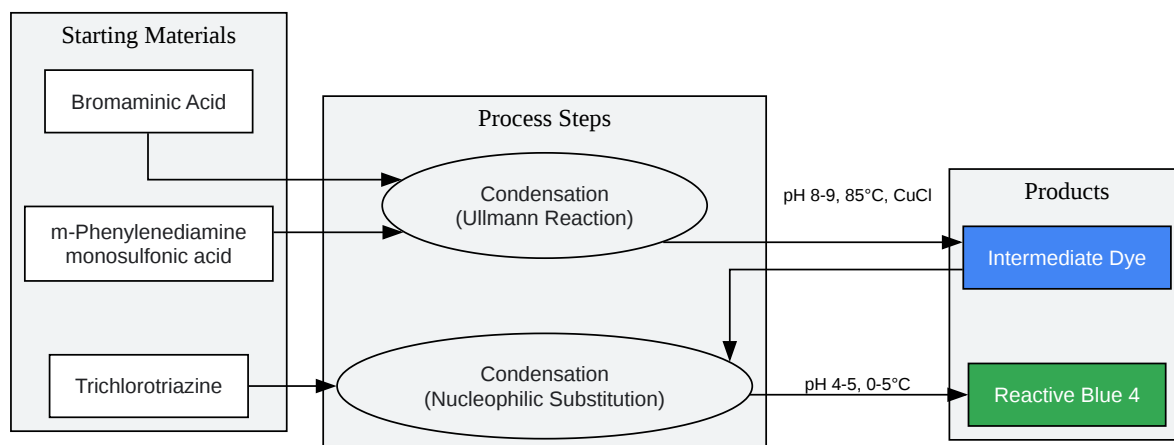 Starting Materials
Bromaminic Acid
m-Phenylenediamine
monosulfonic acid
Trichlorotriazine
Process Steps
Condensation
(Ullmann Reaction)
Condensation
(Nucleophilic Substitution)
pH 8-9, 85°C, CuCl
pH 4-5, 0-5°C
Products
Intermediate Dye
Reactive Blue 4